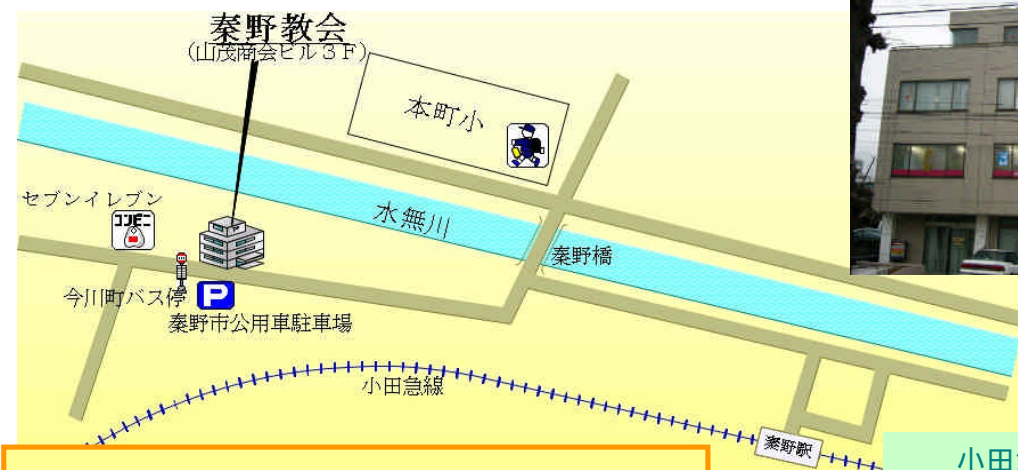 秦野教会
(山茂商会ビル３Ｆ)
本町小
セブンイレブン
コンビニ
水無川
秦野橋
今川町バス停
P
秦野市公用車駐車場
小田急線
秦野駅
小田